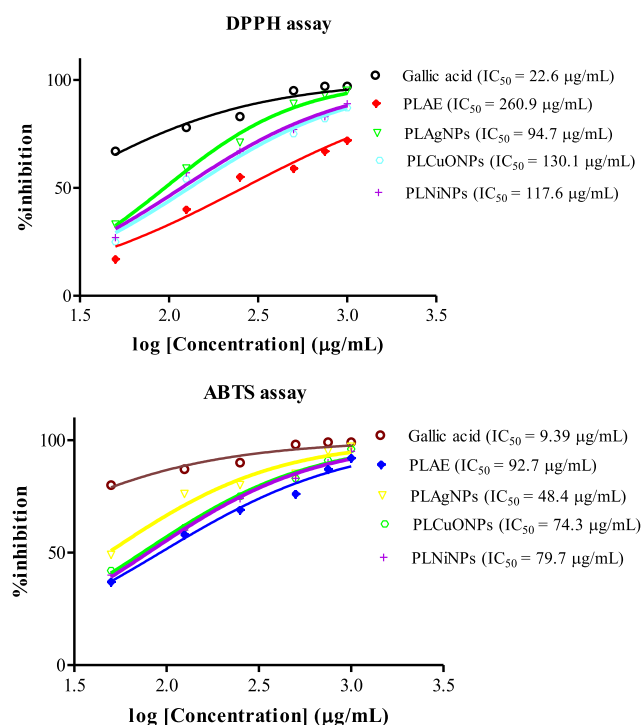 DPPH assay
100
50
0
%inhibition
1.5 2.0 2.5 3.0 3.5
log [Concentration] (μg/mL)
Gallic acid (IC50 = 22.6 μg/mL)
PLAE (IC50 = 260.9 μg/mL)
PLAgNPs (IC50 = 94.7 μg/mL)
PLCuONPs (IC50 = 130.1 μg/mL)
PLNiNPs (IC50 = 117.6 μg/mL)
ABTS assay
100
50
0
%inhibition
1.5 2.0 2.5 3.0 3.5
log [Concentration] (μg/mL)
Gallic acid (IC50 = 9.39 μg/mL)
PLAE (IC50 = 92.7 μg/mL)
PLAgNPs (IC50 = 48.4 μg/mL)
PLCuONPs (IC50 = 74.3 μg/mL)
PLNiNPs (IC50 = 79.7 μg/mL)